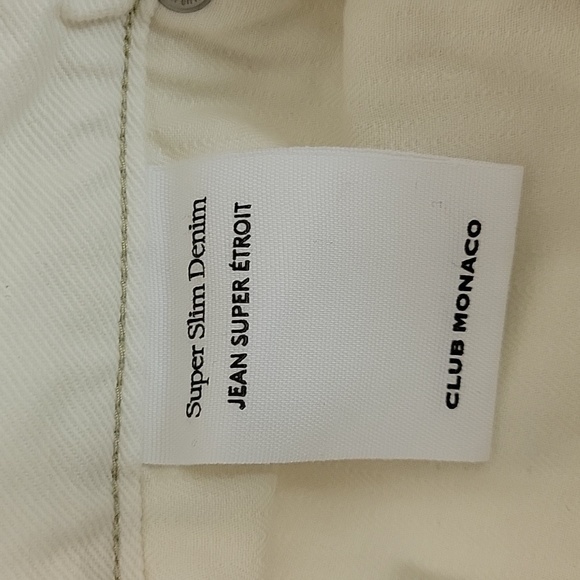 Super Slim Denim
JEAN SUPER ÉTROIT
CLUB MONACO